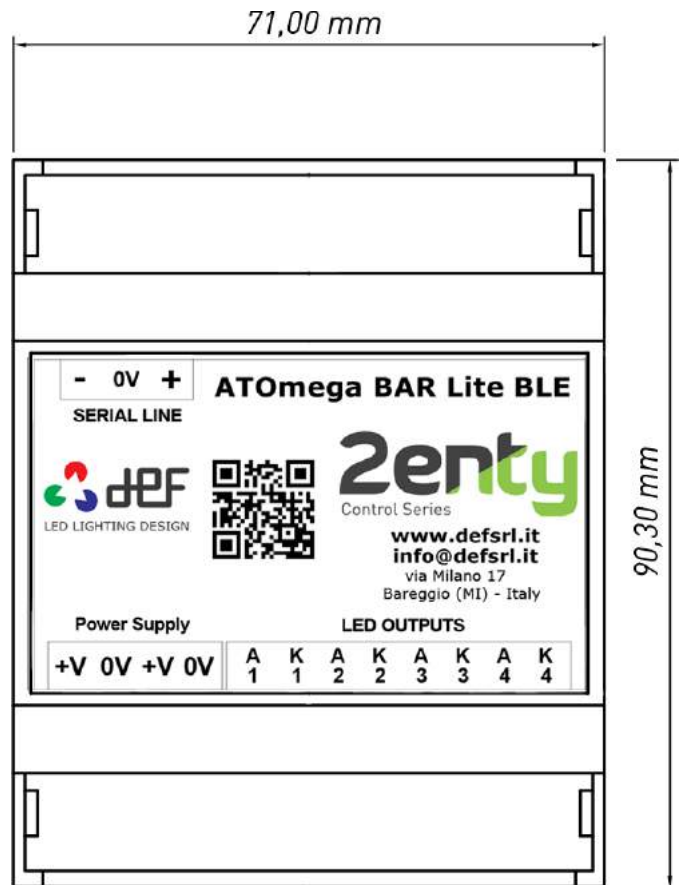 71,00 mm
- 0V +
SERIAL LINE
ATOmega BAR Lite BLE
def
LED LIGHTING DESIGN
2enty
Control Series
www.defsrl.it
info@defsrl.it
via Milano 17
Bareggio (MI) - Italy
90,30 mm
Power Supply
+V 0V +V 0V
LED OUTPUTS
A K A K A K A K
1 1 2 2 3 3 4 4